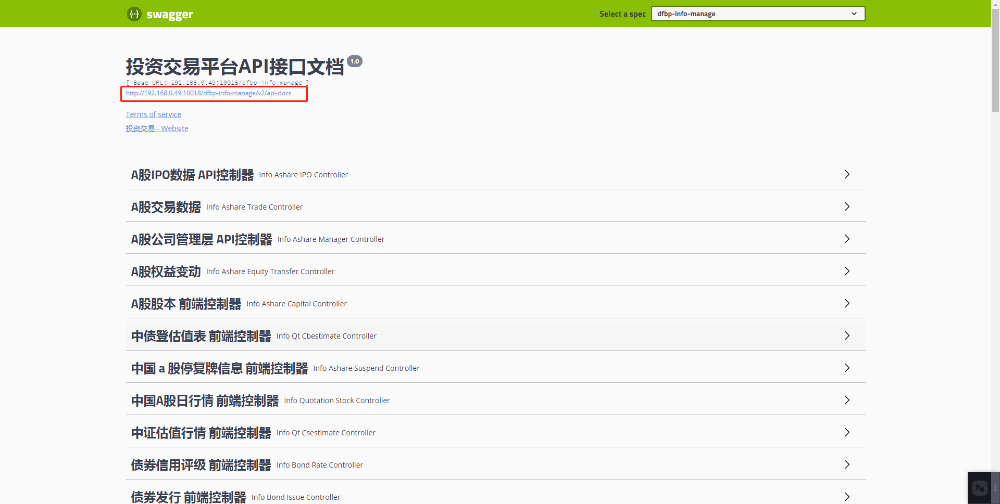 swagger
Select a spec
dfbp-info-manage
投资交易平台API接口文档 1.0
[ Base URL: 192.168.0.49:10018/dfbp-info-manage ]
http://192.168.0.49:10018/dfbp-info-manage/v2/api-docs
Terms of service
投资交易 - Website
A股IPO数据 API控制器 Info Ashare IPO Controller
A股交易数据 Info Ashare Trade Controller
A股公司管理层 API控制器 Info Ashare Manager Controller
A股权益变动 Info Ashare Equity Transfer Controller
A股股本 前端控制器 Info Ashare Capital Controller
中债登估值表 前端控制器 Info Qt Cbestimate Controller
中国 a 股停复牌信息 前端控制器 Info Ashare Suspend Controller
中国A股日行情 前端控制器 Info Quotation Stock Controller
中证估值行情 前端控制器 Info Qt Csestimate Controller
债券信用评级 前端控制器 Info Bond Rate Controller
债券发行 前端控制器 Info Bond Issue Controller